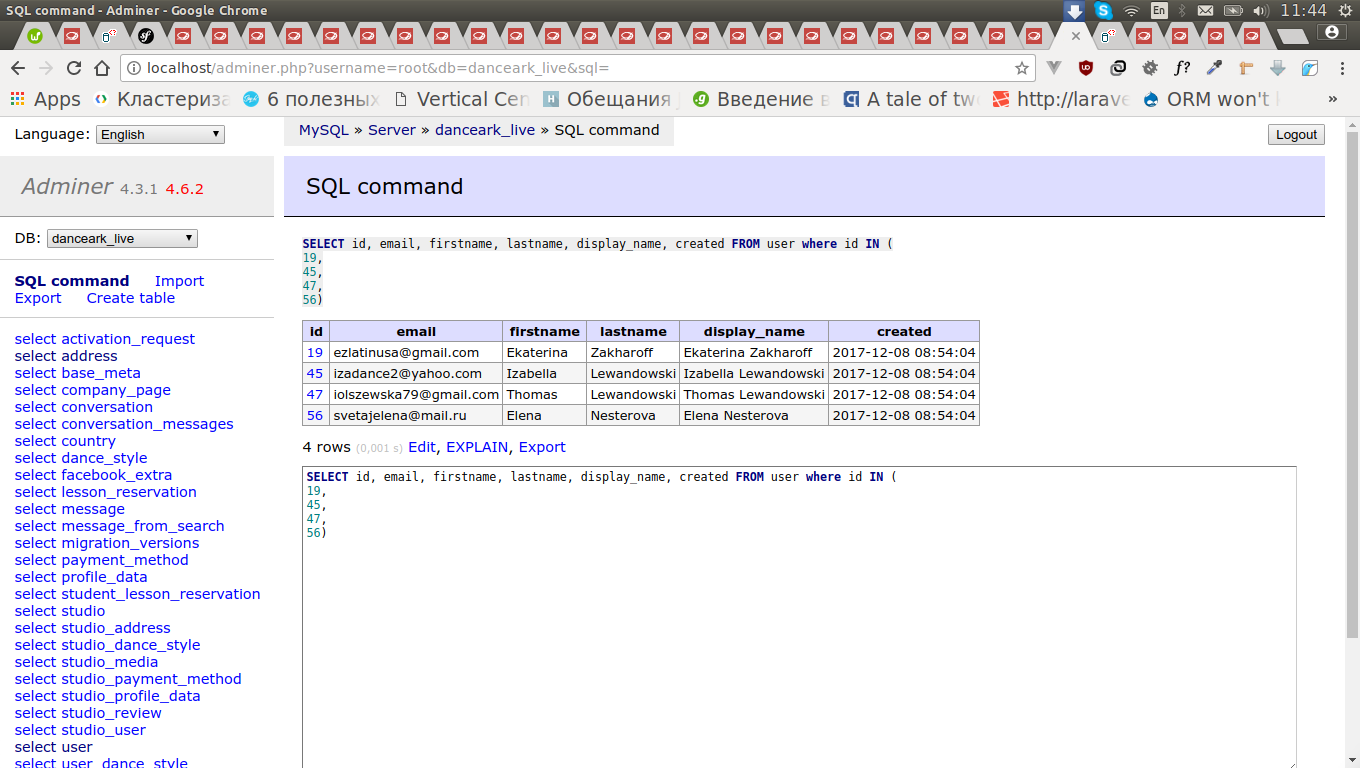 SQL command - Adminer - Google Chrome
En
11:44
localhost/adminer.php?username=root&db=danceark_live&sql=
f?
Apps
Кластериза
6 полезных
Vertical Cen
Обещания
Введение в
A tale of two
http://larave
ORM won't
»
Language: English
MySQL » Server » danceark_live » SQL command
Logout
Adminer 4.3.1 4.6.2
SQL command
DB: danceark_live
SQL command Import
Export Create table
select activation_request
select address
select base_meta
select company_page
select conversation
select conversation_messages
select country
select dance_style
select facebook_extra
select lesson_reservation
select message
select message_from_search
select migration_versions
select payment_method
select profile_data
select student_lesson_reservation
select studio
select studio_address
select studio_dance_style
select studio_media
select studio_payment_method
select studio_profile_data
select studio_review
select studio_user
select user
select user_dance_style
SELECT id, email, firstname, lastname, display_name, created FROM user where id IN (
19,
45,
47,
56)
id email firstname lastname display_name created
19 ezlatinusa@gmail.com Ekaterina Zakharoff Ekaterina Zakharoff 2017-12-08 08:54:04
45 izadance2@yahoo.com Izabella Lewandowski Izabella Lewandowski 2017-12-08 08:54:04
47 iolszewska79@gmail.com Thomas Lewandowski Thomas Lewandowski 2017-12-08 08:54:04
56 svetajelena@mail.ru Elena Nesterova Elena Nesterova 2017-12-08 08:54:04
4 rows (0,001 s) Edit, EXPLAIN, Export
SELECT id, email, firstname, lastname, display_name, created FROM user where id IN (
19,
45,
47,
56)